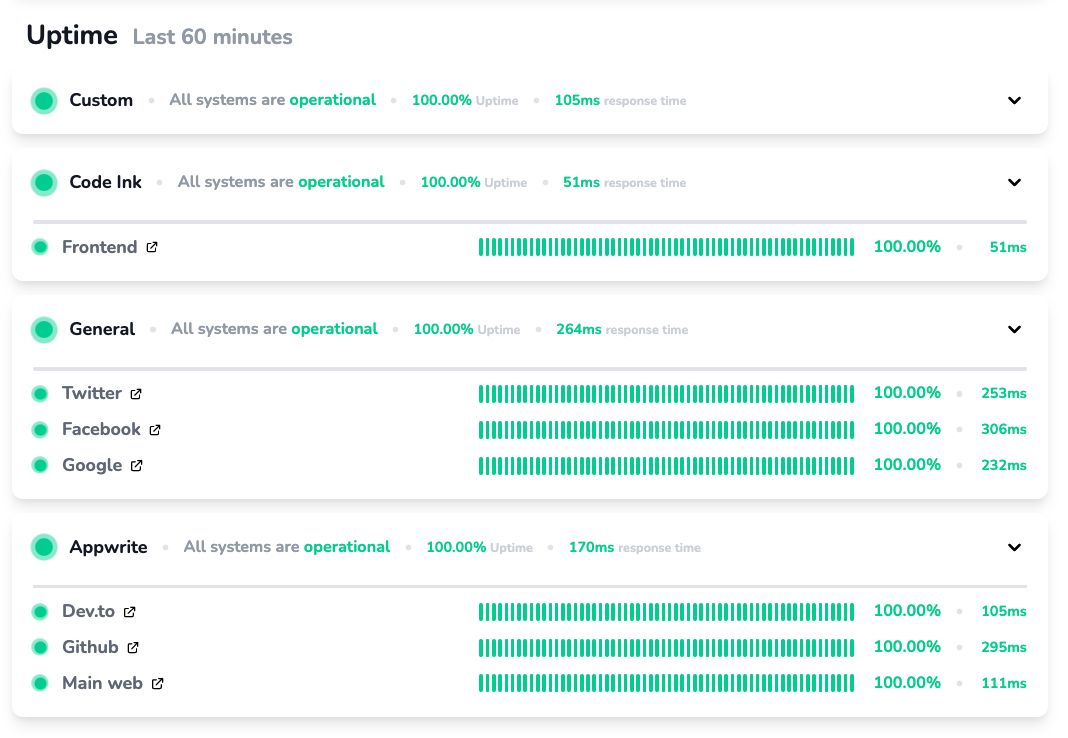 Uptime Last 60 minutes
Custom All systems are operational 100.00% Uptime 105ms response time
Code Ink All systems are operational 100.00% Uptime 51ms response time
Frontend 100.00% 51ms
General All systems are operational 100.00% Uptime 264ms response time
Twitter 100.00% 253ms
Facebook 100.00% 306ms
Google 100.00% 232ms
Appwrite All systems are operational 100.00% Uptime 170ms response time
Dev.to 100.00% 105ms
Github 100.00% 295ms
Main web 100.00% 111ms